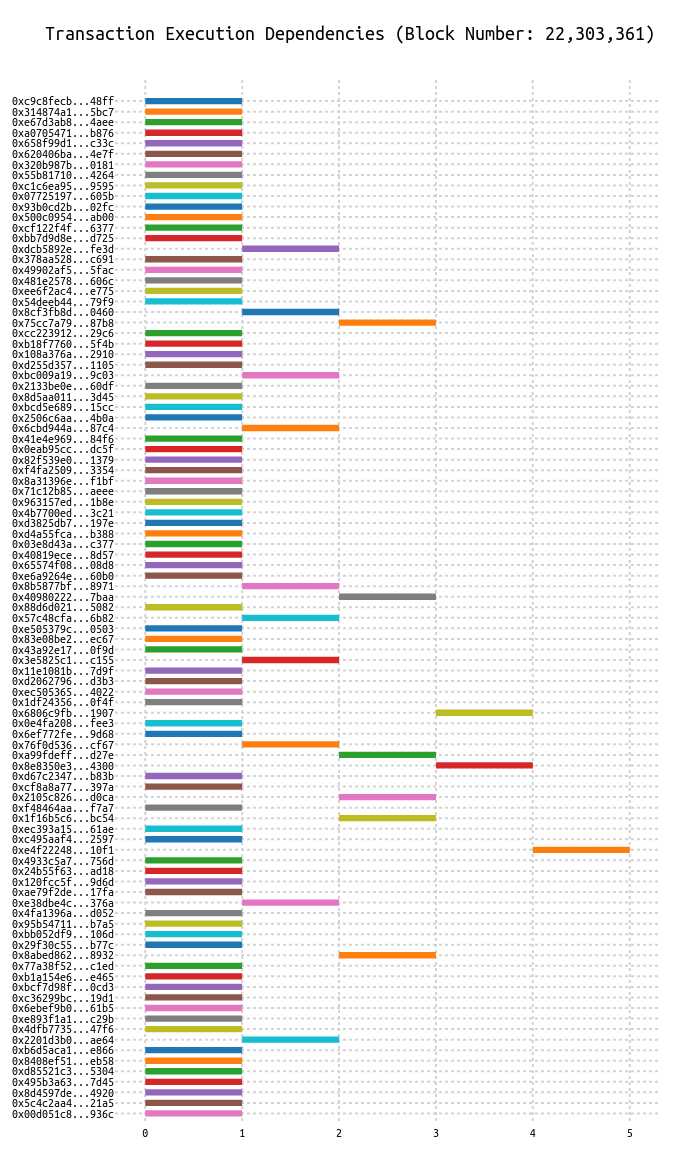 Transaction Execution Dependencies (Block Number: 22,303,361)
0xc9c8fecb...48ff
0x314874a1...5bc7
0xe67d3ab8...4aee
0xa0705471...b876
0x658f99d1...c33c
0x620406ba...4e7f
0x320b987b...0181
0x55b81710...4264
0xc1c6ea95...9595
0x07725197...605b
0x93b0cd2b...02fc
0x500c0954...ab00
0xcf122f4f...6377
0xbb7d9d8e...d725
0xdcb5892e...fe3d
0x378aa528...c691
0x49902af5...5fac
0x481e2578...606c
0xee6f2ac4...e775
0x54deeb44...79f9
0x8cf3fb8d...0460
0x75cc7a79...87b8
0xcc223912...29c6
0xb18f7760...5f4b
0x108a376a...2910
0xd255d357...1105
0xbc009a19...9c03
0x2133be0e...60df
0x8d5aa011...3d45
0xbcd5e689...15cc
0x2506c6aa...4b0a
0x6cbd944a...87c4
0x41e4e969...84f6
0x0eab95cc...dc5f
0x82f539e0...1379
0xf4fa2509...3354
0x8a31396e...f1bf
0x71c12b85...aeee
0x963157ed...1b8e
0x4b7700ed...3c21
0xd3825db7...197e
0xd4a55fca...b388
0x03e8d43a...c377
0x40819ece...8d57
0x65574f08...08d8
0xe6a9264e...60b0
0x8b5877bf...8971
0x40980222...7baa
0x88d6d021...5082
0x57c48cfa...6b82
0xe505379c...0503
0x83e08be2...ec67
0x43a92e17...0f9d
0x3e5825c1...c155
0x11e1081b...7d9f
0xd2062796...d3b3
0xec505365...4022
0x1df24356...0f4f
0x6806c9fb...1907
0x0e4fa208...fee3
0x6ef772fe...9d68
0x76f0d536...cf67
0xa99fdeff...d27e
0x8e8350e3...4300
0xd67c2347...b83b
0xcf8a8a77...397a
0x2105c826...d0ca
0xf48464aa...f7a7
0x1f16b5c6...bc54
0xec393a15...61ae
0xc495aaf4...2597
0xe4f22248...10f1
0x4933c5a7...756d
0x24b55f63...ad18
0x120fcc5f...9d6d
0xae79f2de...17fa
0xe38dbe4c...376a
0x4fa1396a...d052
0x95b54711...b7a5
0xbb052df9...106d
0x29f30c55...b77c
0x8abed862...8932
0x77a38f52...c1ed
0xb1a154e6...e465
0xbcf7d98f...0cd3
0xc36299bc...19d1
0x6ebef9b0...61b5
0xe893f1a1...c29b
0x4dfb7735...47f6
0x2201d3b0...ae64
0xb6d5aca1...e866
0x8408ef51...eb58
0xd85521c3...5304
0x495b3a63...7d45
0x8d4597de...4920
0x5c4c2aa4...21a5
0x00d051c8...936c
0 1 2 3 4 5